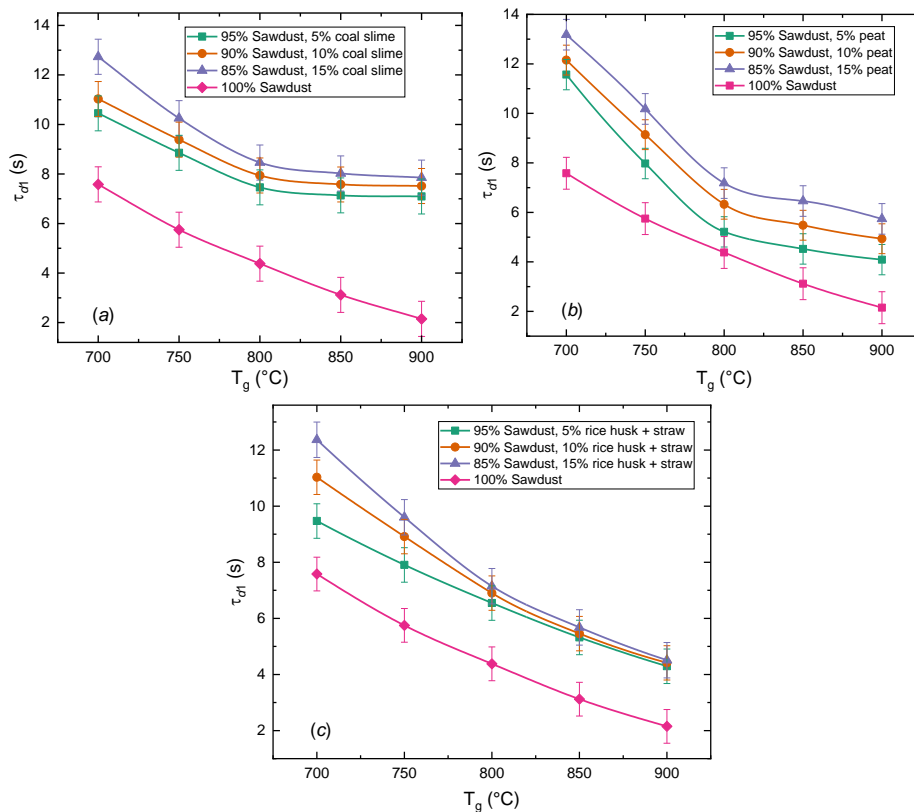 14
12
10
8
6
4
2
τd1 (s)
95% Sawdust, 5% coal slime
90% Sawdust, 10% coal slime
85% Sawdust, 15% coal slime
100% Sawdust
(a)
700 750 800 850 900
Tg (°C)
14
12
10
8
6
4
2
τd1 (s)
95% Sawdust, 5% peat
90% Sawdust, 10% peat
85% Sawdust, 15% peat
100% Sawdust
(b)
700 750 800 850 900
Tg (°C)
12
10
8
6
4
2
τd1 (s)
95% Sawdust, 5% rice husk + straw
90% Sawdust, 10% rice husk + straw
85% Sawdust, 15% rice husk + straw
100% Sawdust
(c)
700 750 800 850 900
Tg (°C)